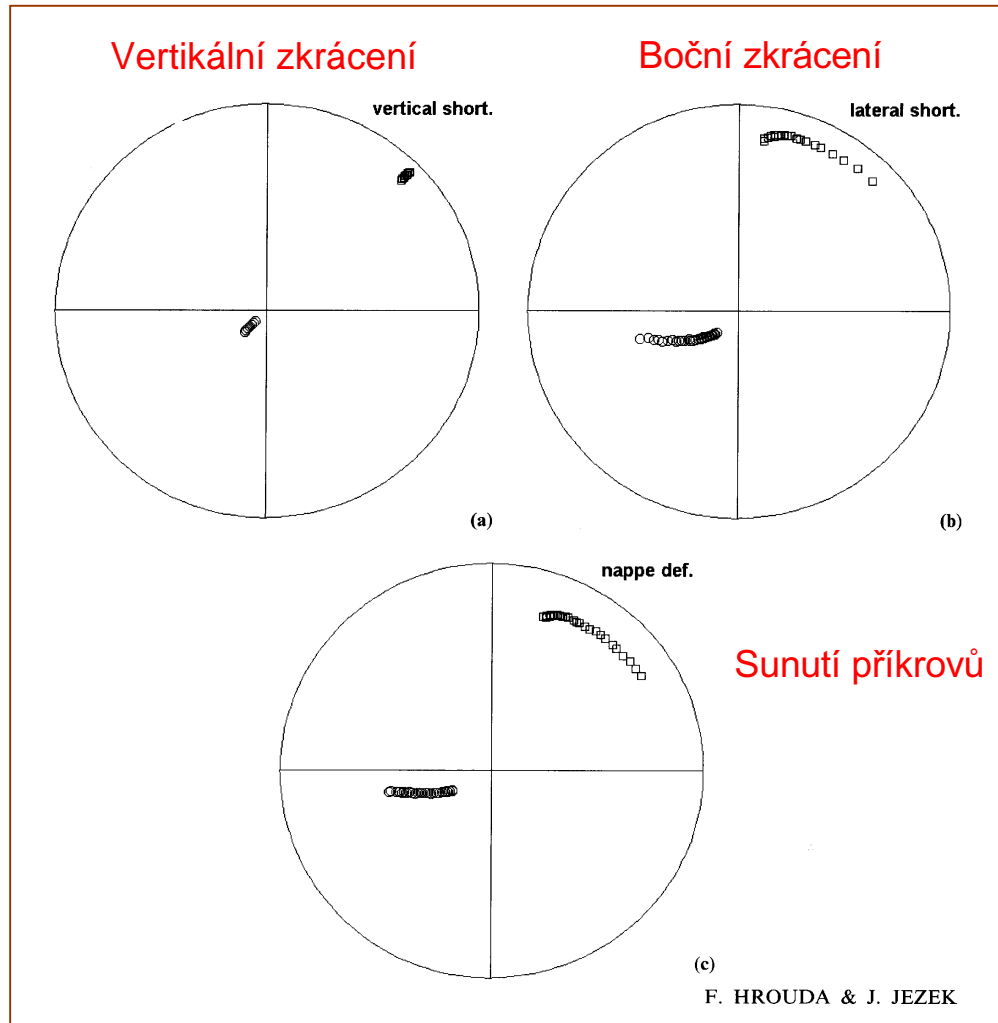 Vertikální zkrácení
Boční zkrácení
vertical short.
lateral short.
(a)
(b)
nappe def.
Sunutí příkrovů
(c)
F. HROUDA & J. JEZEK